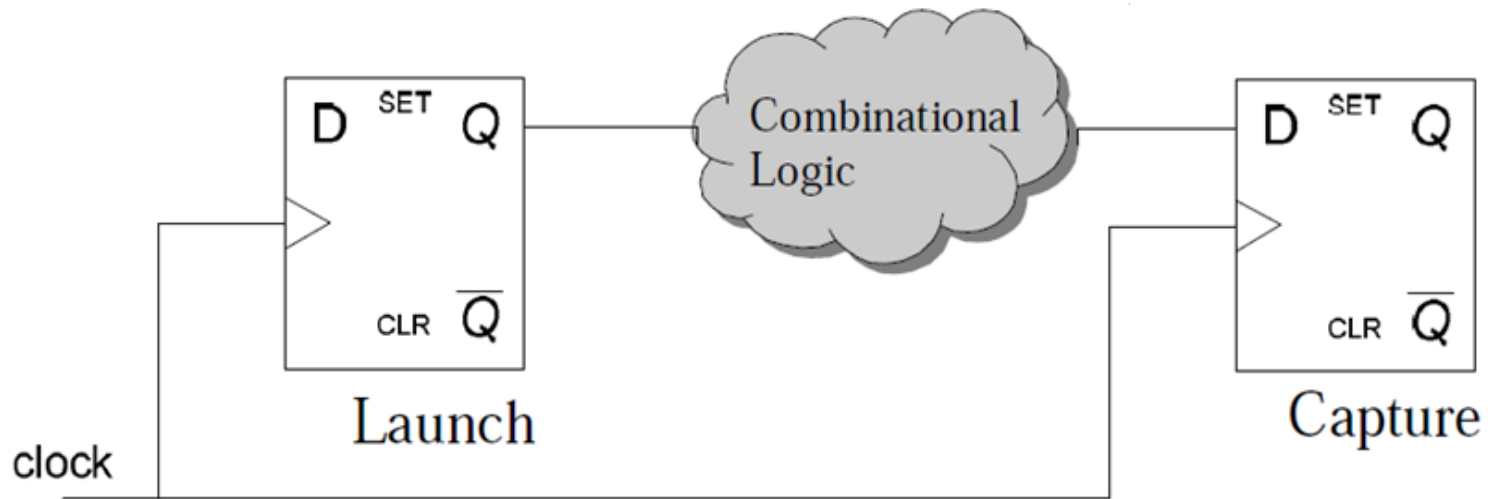 D SET Q
CLR Q̅
Launch
clock
Combinational
Logic
D SET Q
CLR Q̅
Capture